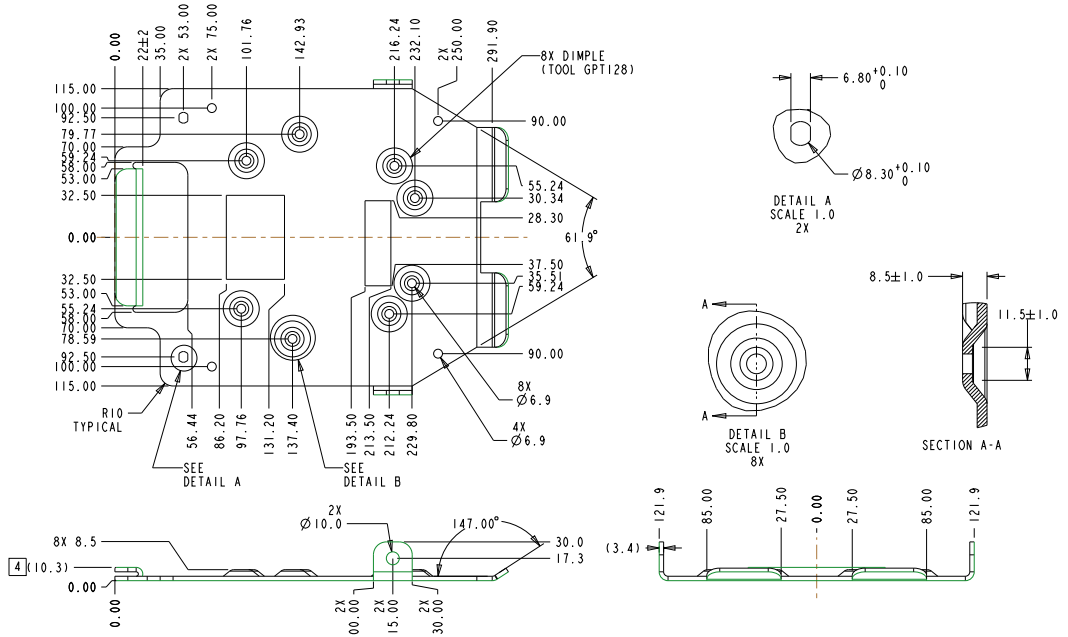 0.00
22±2
35.00
2X 53.00
2X 75.00
101.76
142.93
216.24
232.10
2X
250.00
291.90
8X DIMPLE
(TOOL GPT128)
115.00
100.00
92.50
79.77
70.00
59.24
58.00
53.00
32.50
0.00
32.50
53.00
55.24
58.00
70.00
78.59
92.50
100.00
115.00
90.00
55.24
30.34
28.30
61.9°
37.50
35.51
59.24
90.00
8X
Ø6.9
4X
Ø6.9
R10
TYPICAL
56.44
86.20
97.76
131.20
137.40
193.50
213.50
212.24
229.80
SEE
DETAIL A
SEE
DETAIL B
6.80 +0.10
0
Ø8.30 +0.10
0
DETAIL A
SCALE 1.0
2X
8.5±1.0
11.5±1.0
A
A
DETAIL B
SCALE 1.0
8X
SECTION A-A
2X
Ø10.0
147.00°
8X 8.5
30.0
17.3
4 (10.3)
0.00
0.00
2X
00.00
2X
15.00
2X
30.00
121.9
85.00
27.50
0.00
27.50
85.00
121.9
(3.4)